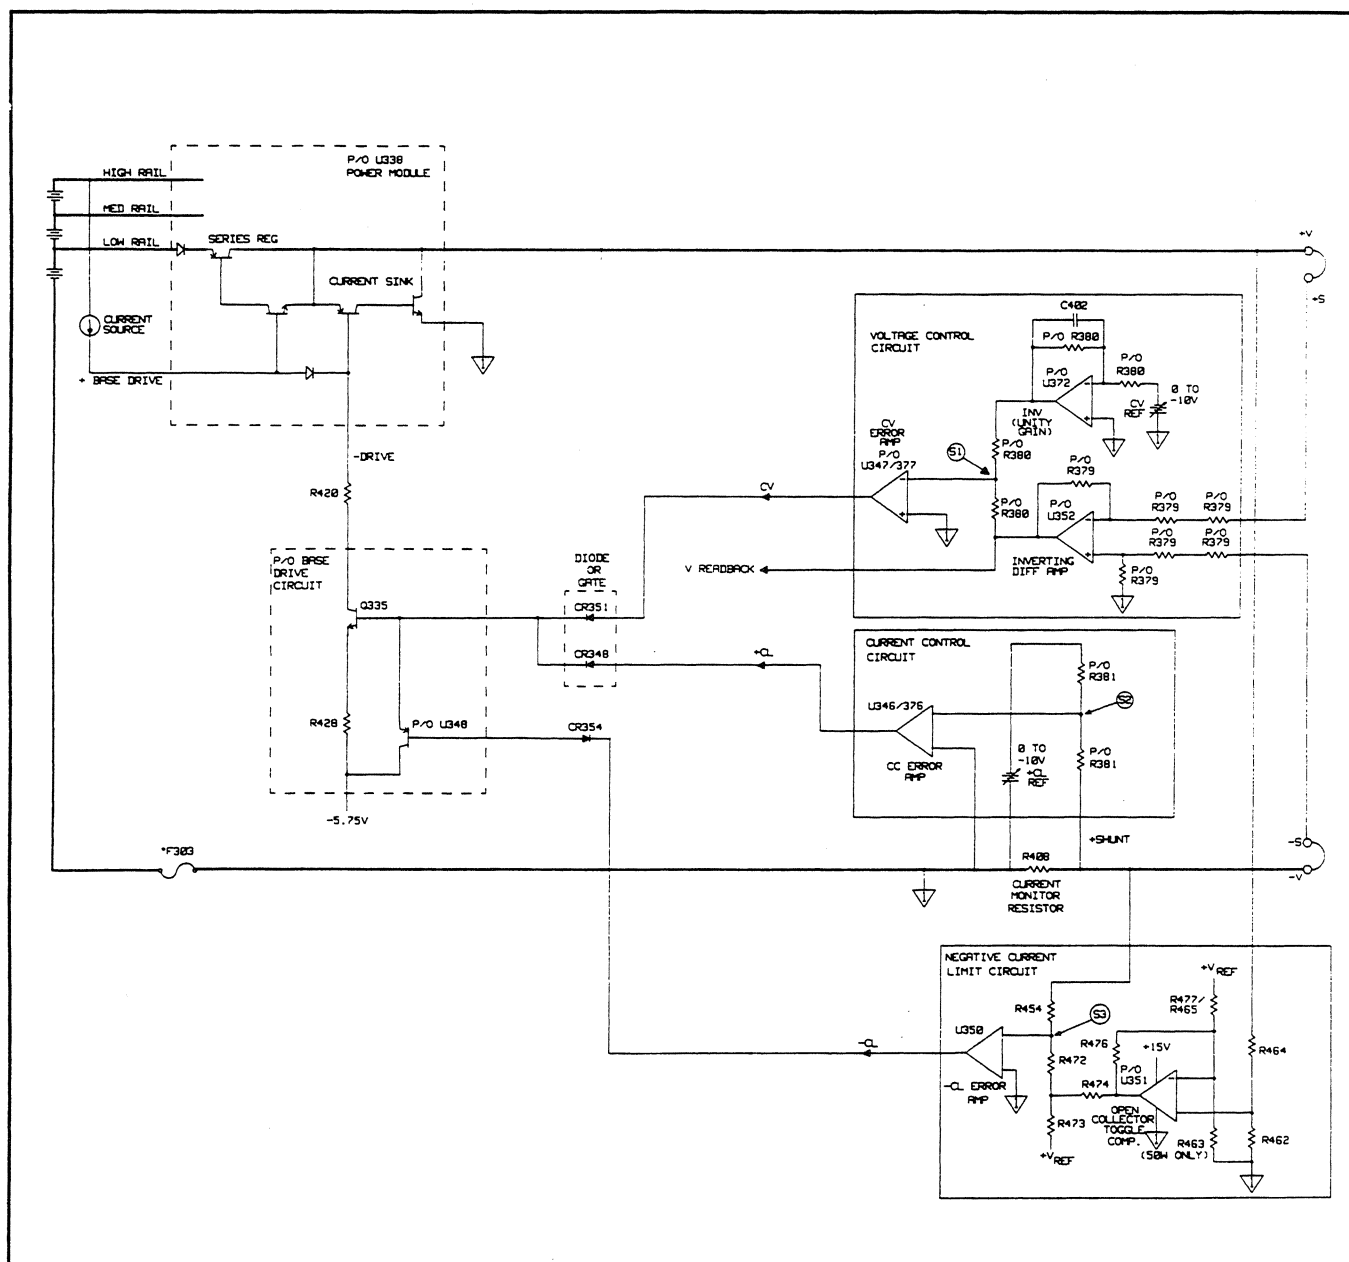 P/O U338
POWER MODULE
HIGH RAIL
MED RAIL
LOW RAIL
SERIES REG
CURRENT SINK
CURRENT
SOURCE
+ BASE DRIVE
-DRIVE
R420
P/O BASE
DRIVE
CIRCUIT
Q335
R428
P/O U348
-5.75V
DIODE
OR
GATE
CR351
CR348
CR354
CV
+CL
V READBACK
+V
+S
VOLTAGE CONTROL
CIRCUIT
C402
P/O R380
P/O
U372
P/O
R380
0 TO
-10V
CV
REF
INV
(UNITY
GAIN)
CV
ERROR
AMP
P/O
U347/377
S1
P/O
R380
P/O
R380
P/O
R379
P/O
U352
P/O
R379
P/O
R379
P/O
R379
P/O
R379
P/O
R379
INVERTING
DIFF AMP
CURRENT CONTROL
CIRCUIT
P/O
R381
S2
U346/376
P/O
R381
0 TO
-10V
+CL
REF
CC ERROR
AMP
+SHUNT
-S
-V
*F303
R408
CURRENT
MONITOR
RESISTOR
NEGATIVE CURRENT
LIMIT CIRCUIT
+VREF
R477/
R465
R454
S3
U350
R476
+15V
R464
-CL
R472
P/O
U351
R474
-CL ERROR
AMP
OPEN
COLLECTOR
TOGGLE
COMP.
R473
+VREF
R463
(50W ONLY)
R462